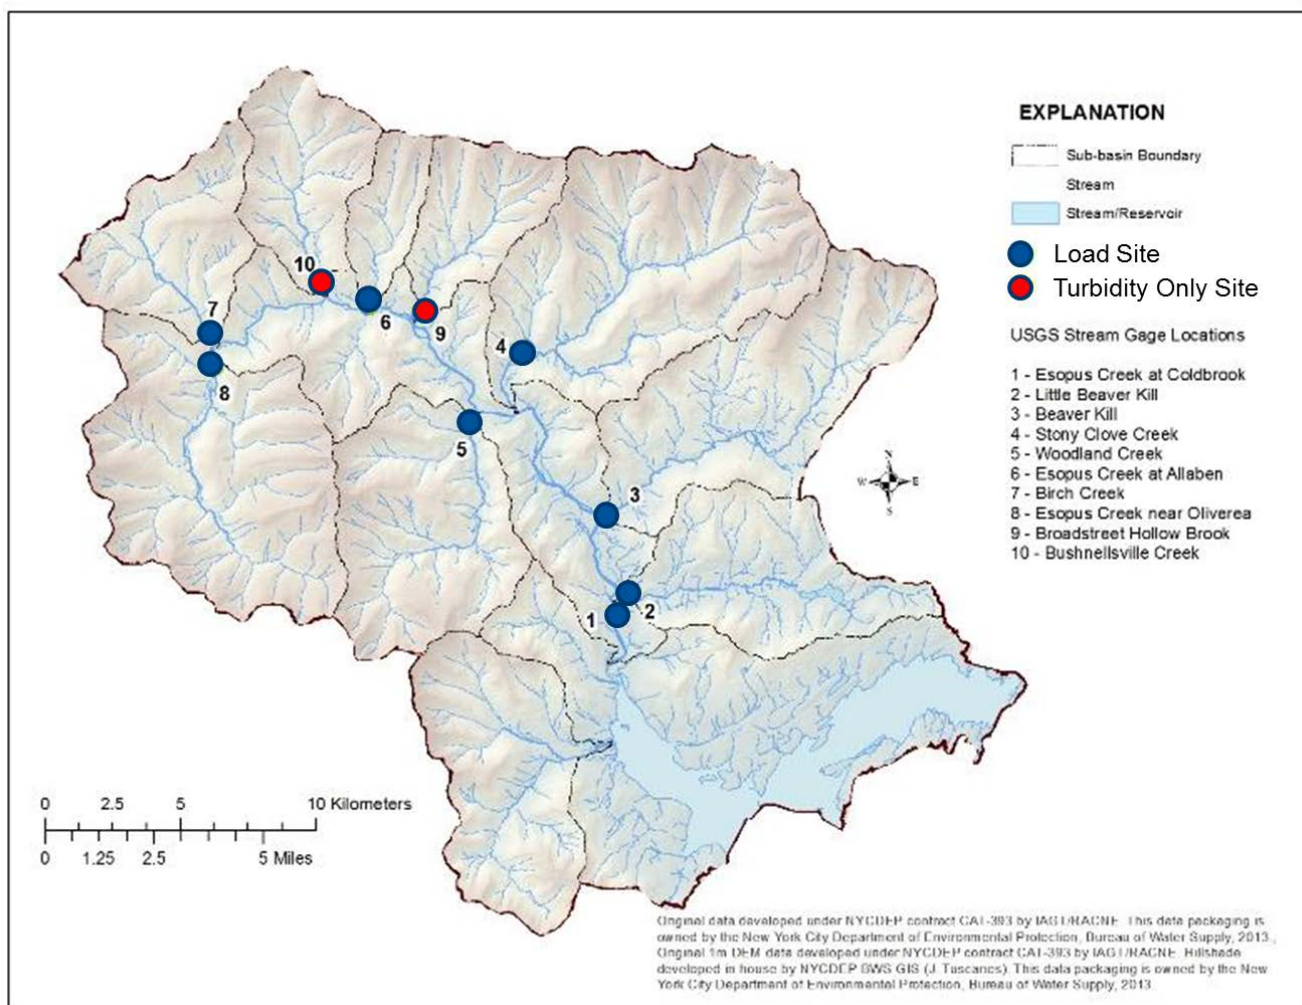 EXPLANATION
Sub-basin Boundary
Stream
Stream/Reservoir
Load Site
Turbidity Only Site
USGS Stream Gage Locations
1 - Esopus Creek at Coldbrook
2 - Little Beaver Kill
3 - Beaver Kill
4 - Stony Clove Creek
5 - Woodland Creek
6 - Esopus Creek at Allaben
7 - Birch Creek
8 - Esopus Creek near Oliverea
9 - Broadstreet Hollow Brook
10 - Bushnellsville Creek
10
7
6
9
4
8
5
3
1
2
N
W E
S
0 2.5 5 10 Kilometers
0 1.25 2.5 5 Miles
Original data developed under NYCDEP contract CAT-393 by IAGT/RACNE. This data packaging is
owned by the New York City Department of Environmental Protection, Bureau of Water Supply, 2013.,
Original 1m DEM data developed under NYCDEP contract CAT-393 by IAGT/RACNE. Hillshade
developed in house by NYCDEP BWS GIS (J. Tuscanes). This data packaging is owned by the New
York City Department of Environmental Protection, Bureau of Water Supply, 2013.